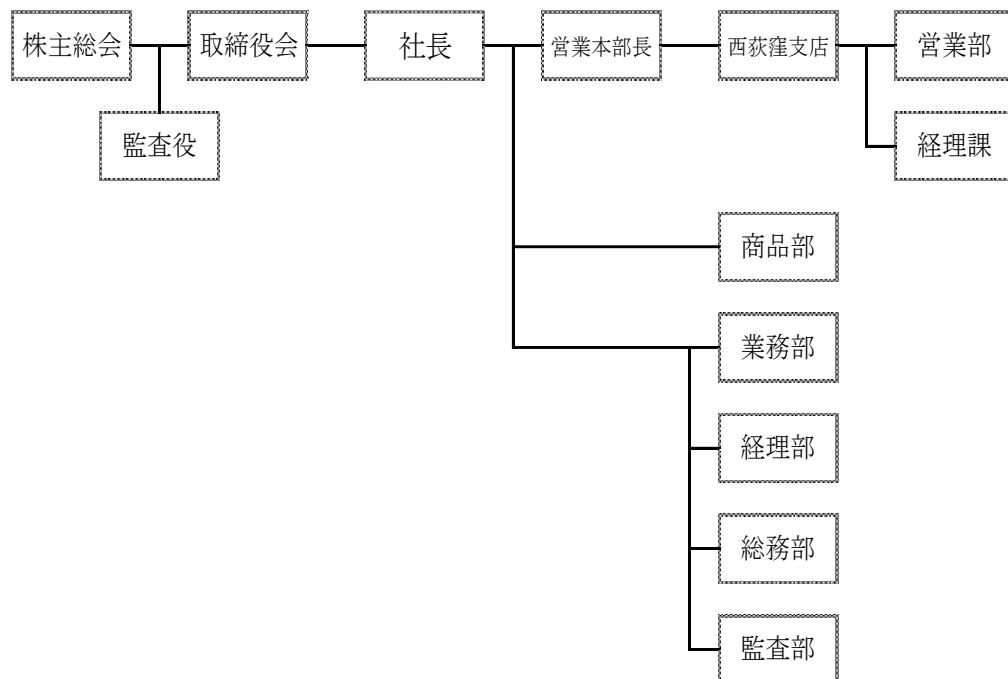 株主総会
取締役会
社長
営業本部長
西荻窪支店
営業部
監査役
経理課
商品部
業務部
経理部
総務部
監査部